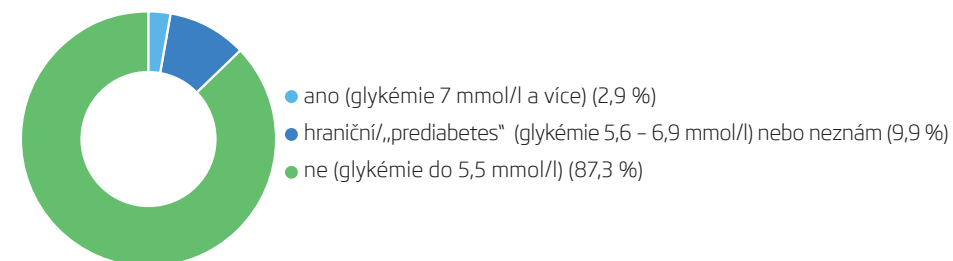 ano (glykémie 7 mmol/l a více) (2,9 %)
hraniční/,,prediabetes“ (glykémie 5,6 – 6,9 mmol/l) nebo neznám (9,9 %)
ne (glykémie do 5,5 mmol/l) (87,3 %)